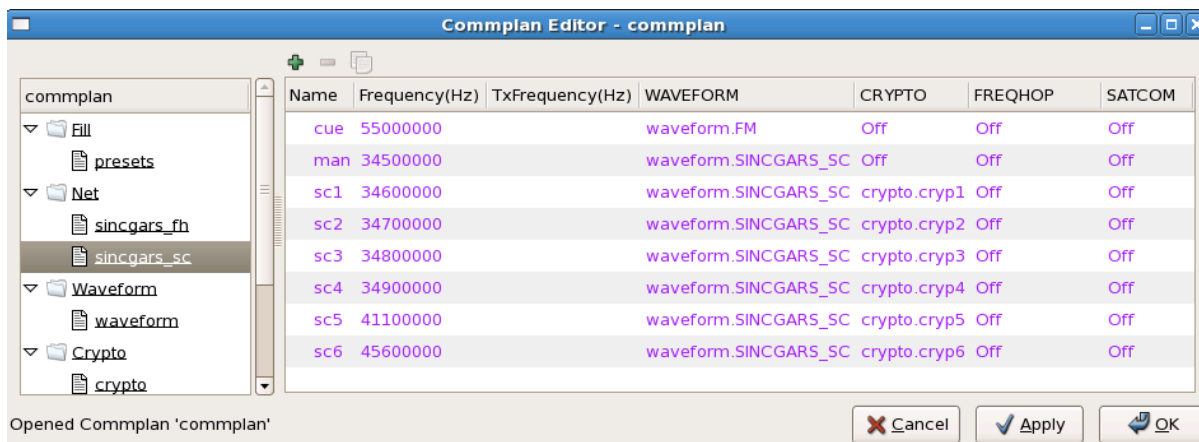 Commplan Editor - commplan
commplan
Fill
presets
Net
sincgars_fh
sincgars_sc
Waveform
waveform
Crypto
crypto
Name Frequency(Hz) TxFrequency(Hz) WAVEFORM CRYPTO FREQHOP SATCOM
cue 55000000 waveform.FM Off Off Off
man 34500000 waveform.SINCGARS_SC Off Off Off
sc1 34600000 waveform.SINCGARS_SC crypto.cryp1 Off Off
sc2 34700000 waveform.SINCGARS_SC crypto.cryp2 Off Off
sc3 34800000 waveform.SINCGARS_SC crypto.cryp3 Off Off
sc4 34900000 waveform.SINCGARS_SC crypto.cryp4 Off Off
sc5 41100000 waveform.SINCGARS_SC crypto.cryp5 Off Off
sc6 45600000 waveform.SINCGARS_SC crypto.cryp6 Off Off
Opened Commplan 'commplan'
Cancel Apply OK